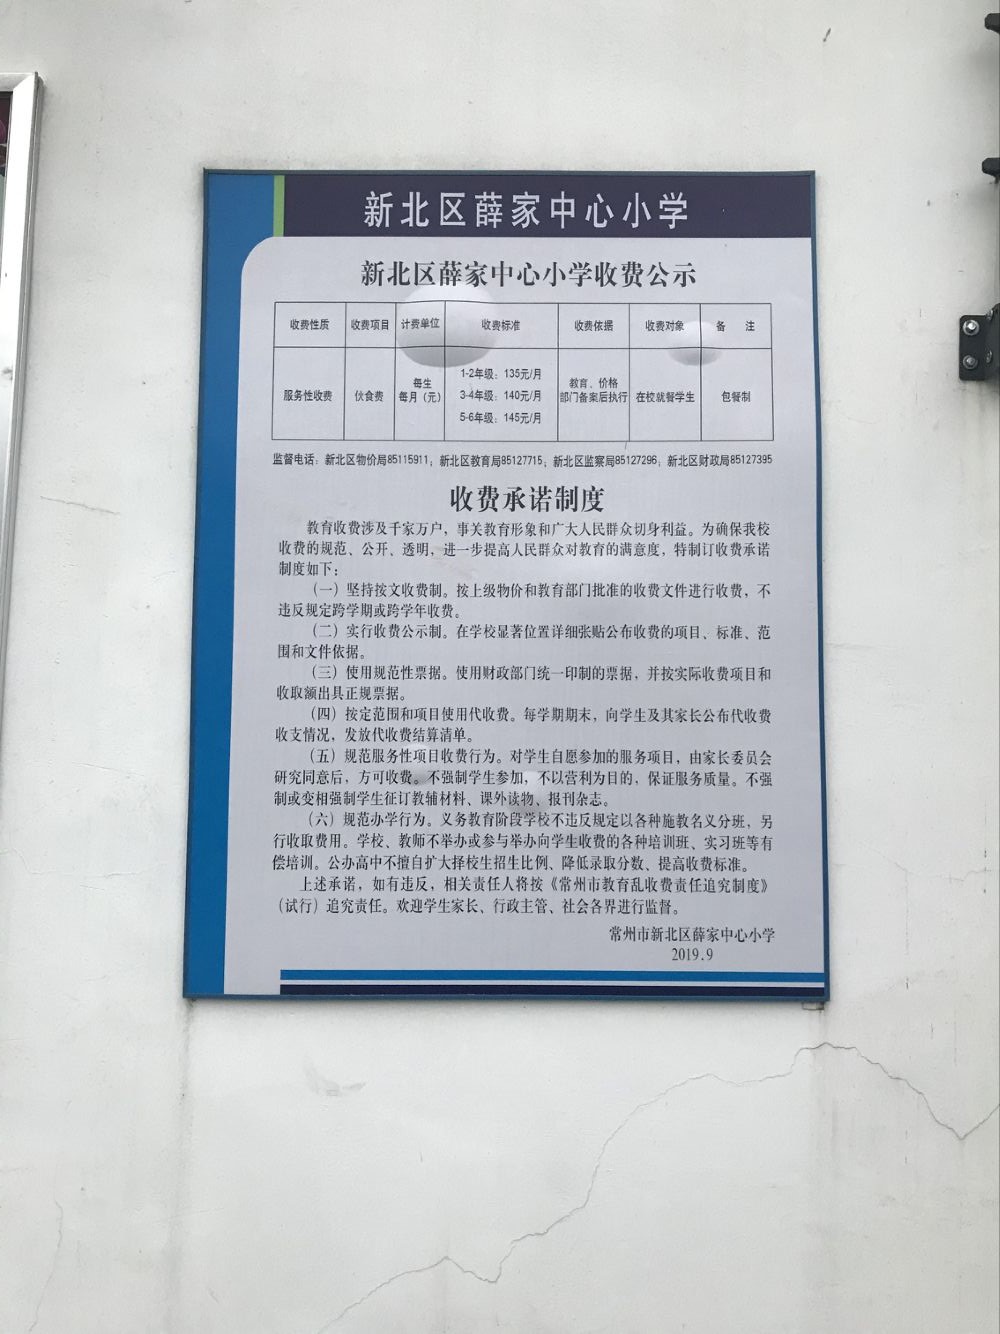 新北区薛家中心小学
新北区薛家中心小学收费公示
收费性质 收费项目 计费单位 收费标准 收费依据 收费对象 备 注
服务性收费 伙食费 每生 每月（元） 1-2年级：135元/月 3-4年级：140元/月 5-6年级：145元/月 教育、价格 部门备案后执行 在校就餐学生 包餐制
监督电话：新北区物价局85115911；新北区教育局85127715；新北区监察局85127296；新北区财政局85127395
收费承诺制度
教育收费涉及千家万户，事关教育形象和广大人民群众切身利益。为确保我校
收费的规范、公开、透明，进一步提高人民群众对教育的满意度，特制订收费承诺
制度如下：
（一）坚持按文收费制。按上级物价和教育部门批准的收费文件进行收费，不
违反规定跨学期或跨学年收费。
（二）实行收费公示制。在学校显著位置详细张贴公布收费的项目、标准、范
围和文件依据。
（三）使用规范性票据。使用财政部门统一印制的票据，并按实际收费项目和
收取额出具正规票据。
（四）按定范围和项目使用代收费。每学期期末，向学生及其家长公布代收费
收支情况，发放代收费结算清单。
（五）规范服务性项目收费行为。对学生自愿参加的服务项目，由家长委员会
研究同意后，方可收费。不强制学生参加，不以营利为目的，保证服务质量。不强
制或变相强制学生征订教辅材料、课外读物、报刊杂志。
（六）规范办学行为。义务教育阶段学校不违反规定以各种施教名义分班，另
行收取费用。学校、教师不举办或参与举办向学生收费的各种培训班、实习班等有
偿培训。公办高中不擅自扩大择校生招生比例、降低录取分数、提高收费标准。
上述承诺，如有违反，相关责任人将按《常州市教育乱收费责任追究制度》
（试行）追究责任。欢迎学生家长、行政主管、社会各界进行监督。
常州市新北区薛家中心小学
2019.9